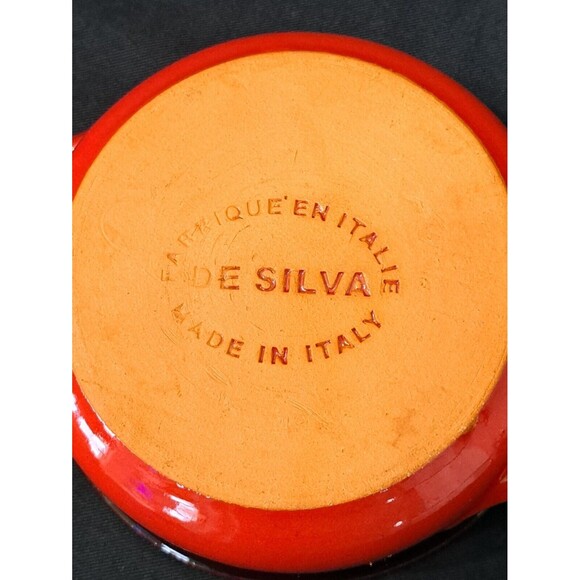 FABRIQUE'EN ITALIE
DE SILVA
MADE IN ITALY